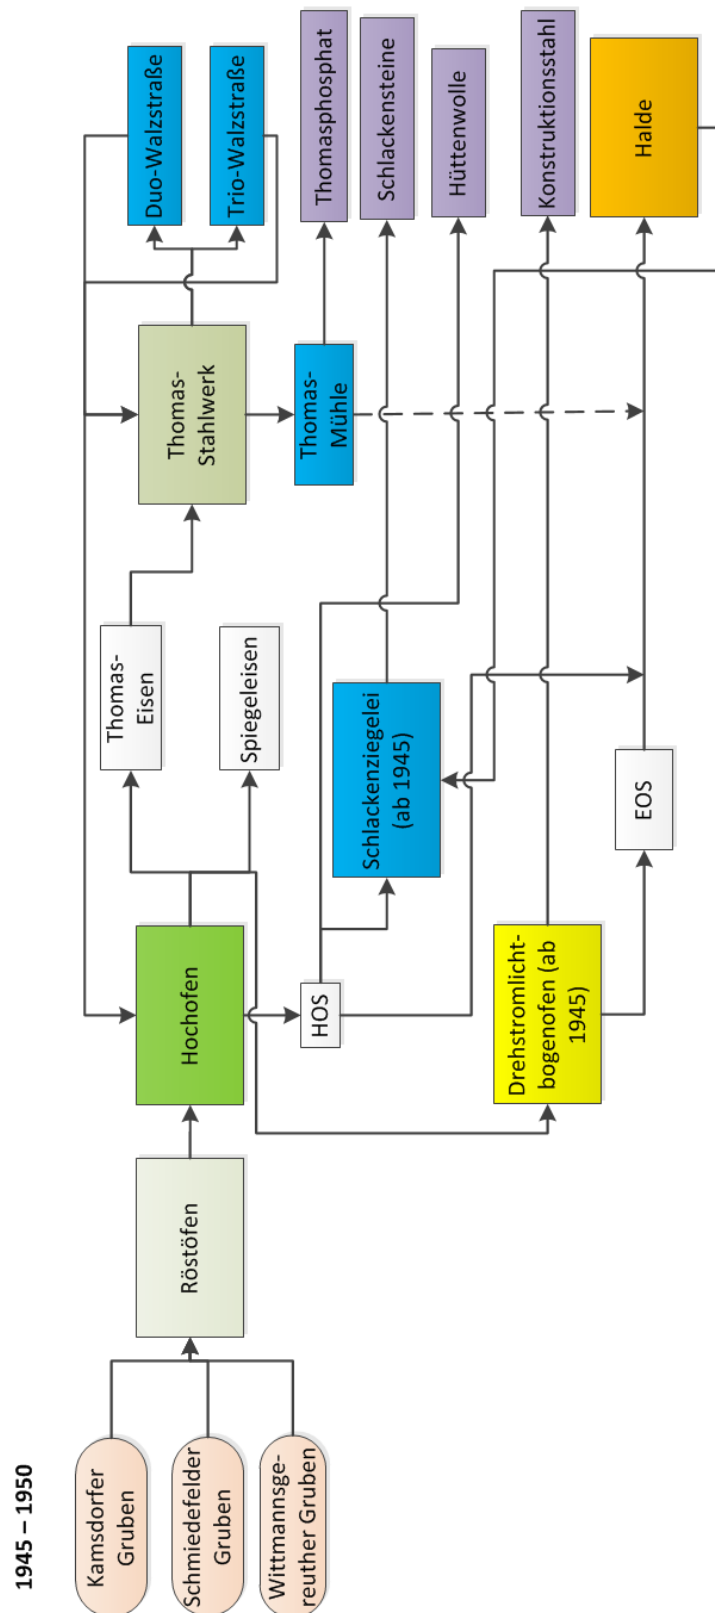 1945 – 1950
Kamsdorfer
Gruben
Schmiedefelder
Gruben
Wittmannsge-
reuther Gruben
Röstöfen
Hochofen
HOS
Thomas-
Eisen
Spiegeleisen
Schlackenziegelei
(ab 1945)
Drehstromlicht-
bogenofen (ab
1945)
EOS
Thomas-
Stahlwerk
Thomas-
Mühle
Duo-Walzstraße
Trio-Walzstraße
Thomasphosphat
Schlackensteine
Hüttenwolle
Konstruktionsstahl
Halde